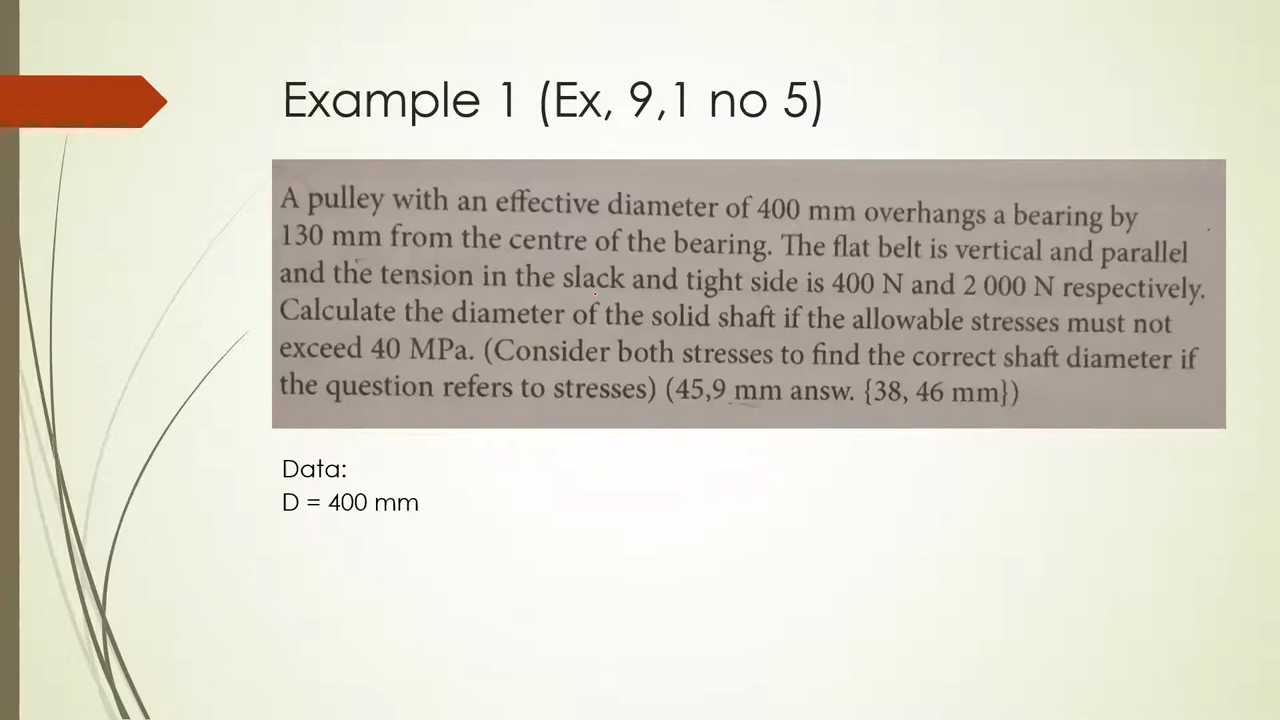 Example 1 (Ex, 9,1 no 5)
A pulley with an effective diameter of 400 mm overhangs a bearing by
130 mm from the centre of the bearing. The flat belt is vertical and parallel
and the tension in the slack and tight side is 400 N and 2 000 N respectively.
Calculate the diameter of the solid shaft if the allowable stresses must not
exceed 40 MPa. (Consider both stresses to find the correct shaft diameter if
the question refers to stresses) (45,9 mm answ. {38, 46 mm})
Data:
D = 400 mm